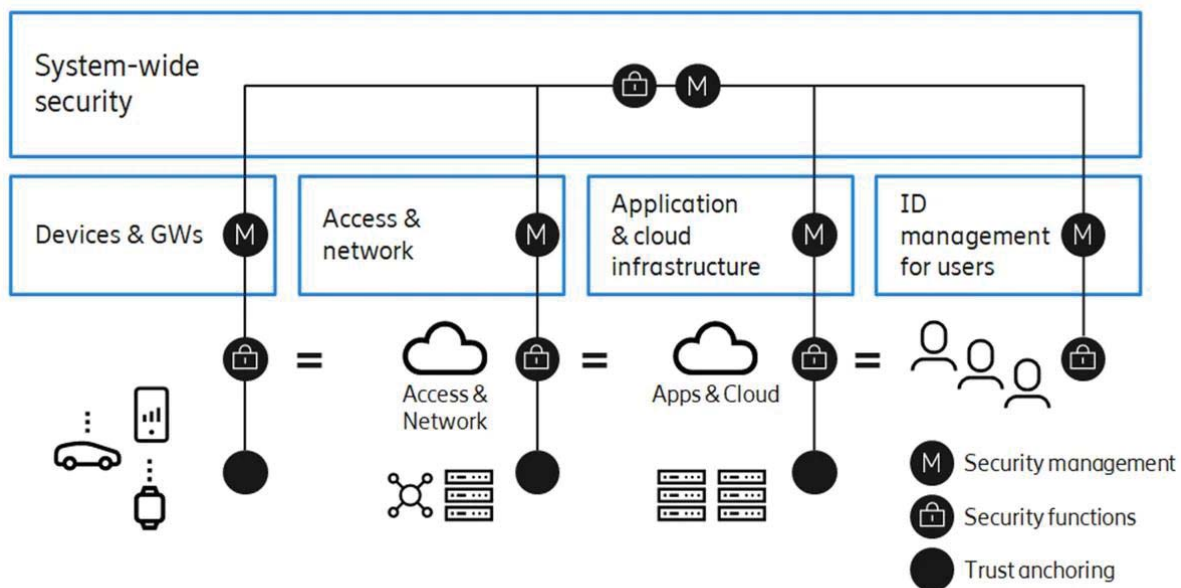 System-wide
security
M
Devices & GWs
M
Access &
network
M
Application
& cloud
infrastructure
M
ID
management
for users
M
Access &
Network
Apps & Cloud
M Security management
Security functions
Trust anchoring